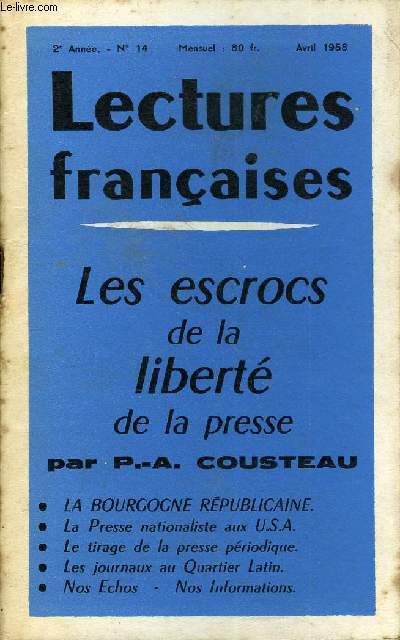 © Le-livre.com
2e Année. - N° 14 Mensuel : 80 fr. Avril 1958
Lectures
françaises
Les escrocs
de la
liberté
de la presse
par P.-A. COUSTEAU
• LA BOURGOGNE RÉPUBLICAINE.
• La Presse nationaliste aux U.S.A.
• Le tirage de la presse périodique.
• Les journaux au Quartier Latin.
• Nos Echos - Nos Informations.